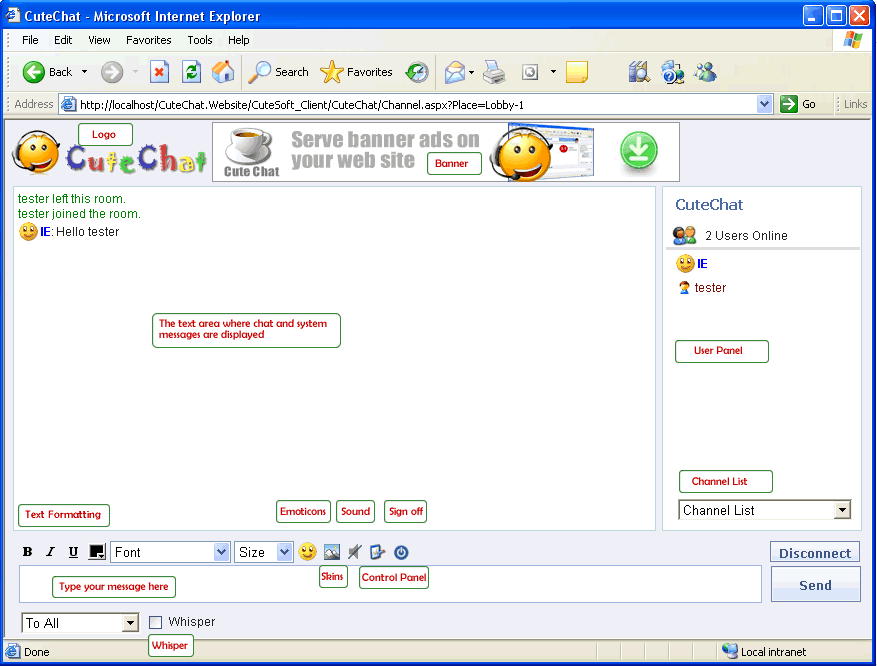 CuteChat - Microsoft Internet Explorer
File Edit View Favorites Tools Help
Back Search Favorites
Address http://localhost/CuteChat.Website/CuteSoft_Client/CuteChat/Channel.aspx?Place=Lobby-1 Go Links
Logo
CuteChat
Cute Chat
Serve banner ads on
your web site
Banner
tester left this room.
tester joined the room.
IE: Hello tester
The text area where chat and system
messages are displayed
CuteChat
2 Users Online
IE
tester
User Panel
Channel List
Channel List
Text Formatting
Emoticons
Sound
Sign off
B I U Font Size
Disconnect
Type your message here
Skins
Control Panel
Send
To All Whisper
Whisper
Done Local intranet